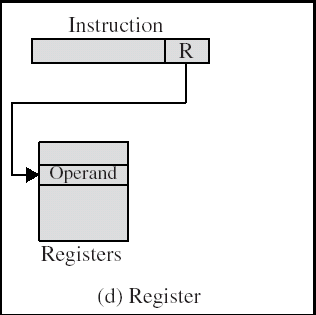 Instruction
R
Operand
Registers
(d) Register